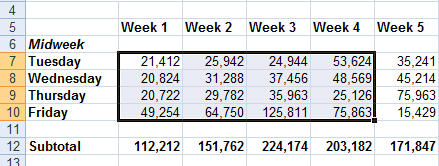 4
5 Week 1 Week 2 Week 3 Week 4 Week 5
6 Midweek
7 Tuesday 21,412 25,942 24,944 53,624 35,241
8 Wednesday 20,824 31,288 37,456 48,569 45,214
9 Thursday 20,722 29,782 35,963 25,126 75,963
10 Friday 49,254 64,750 125,811 75,863 15,429
11
12 Subtotal 112,212 151,762 224,174 203,182 171,847